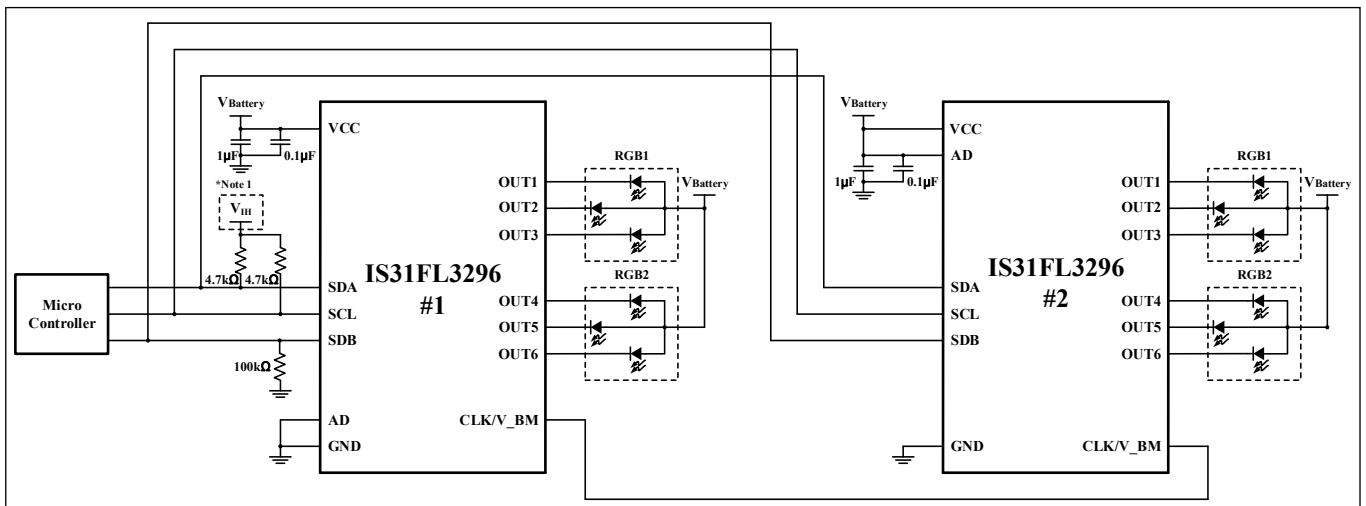 VBattery
VCC
1μF
0.1μF
*Note 1
VIH
4.7kΩ
4.7kΩ
Micro
Controller
SDA
SCL
SDB
100kΩ
AD
GND
IS31FL3296
#1
OUT1
OUT2
OUT3
OUT4
OUT5
OUT6
CLK/V_BM
RGB1
VBattery
RGB2
VBattery
VCC
AD
1μF
0.1μF
SDA
SCL
SDB
GND
IS31FL3296
#2
OUT1
OUT2
OUT3
OUT4
OUT5
OUT6
CLK/V_BM
RGB1
VBattery
RGB2